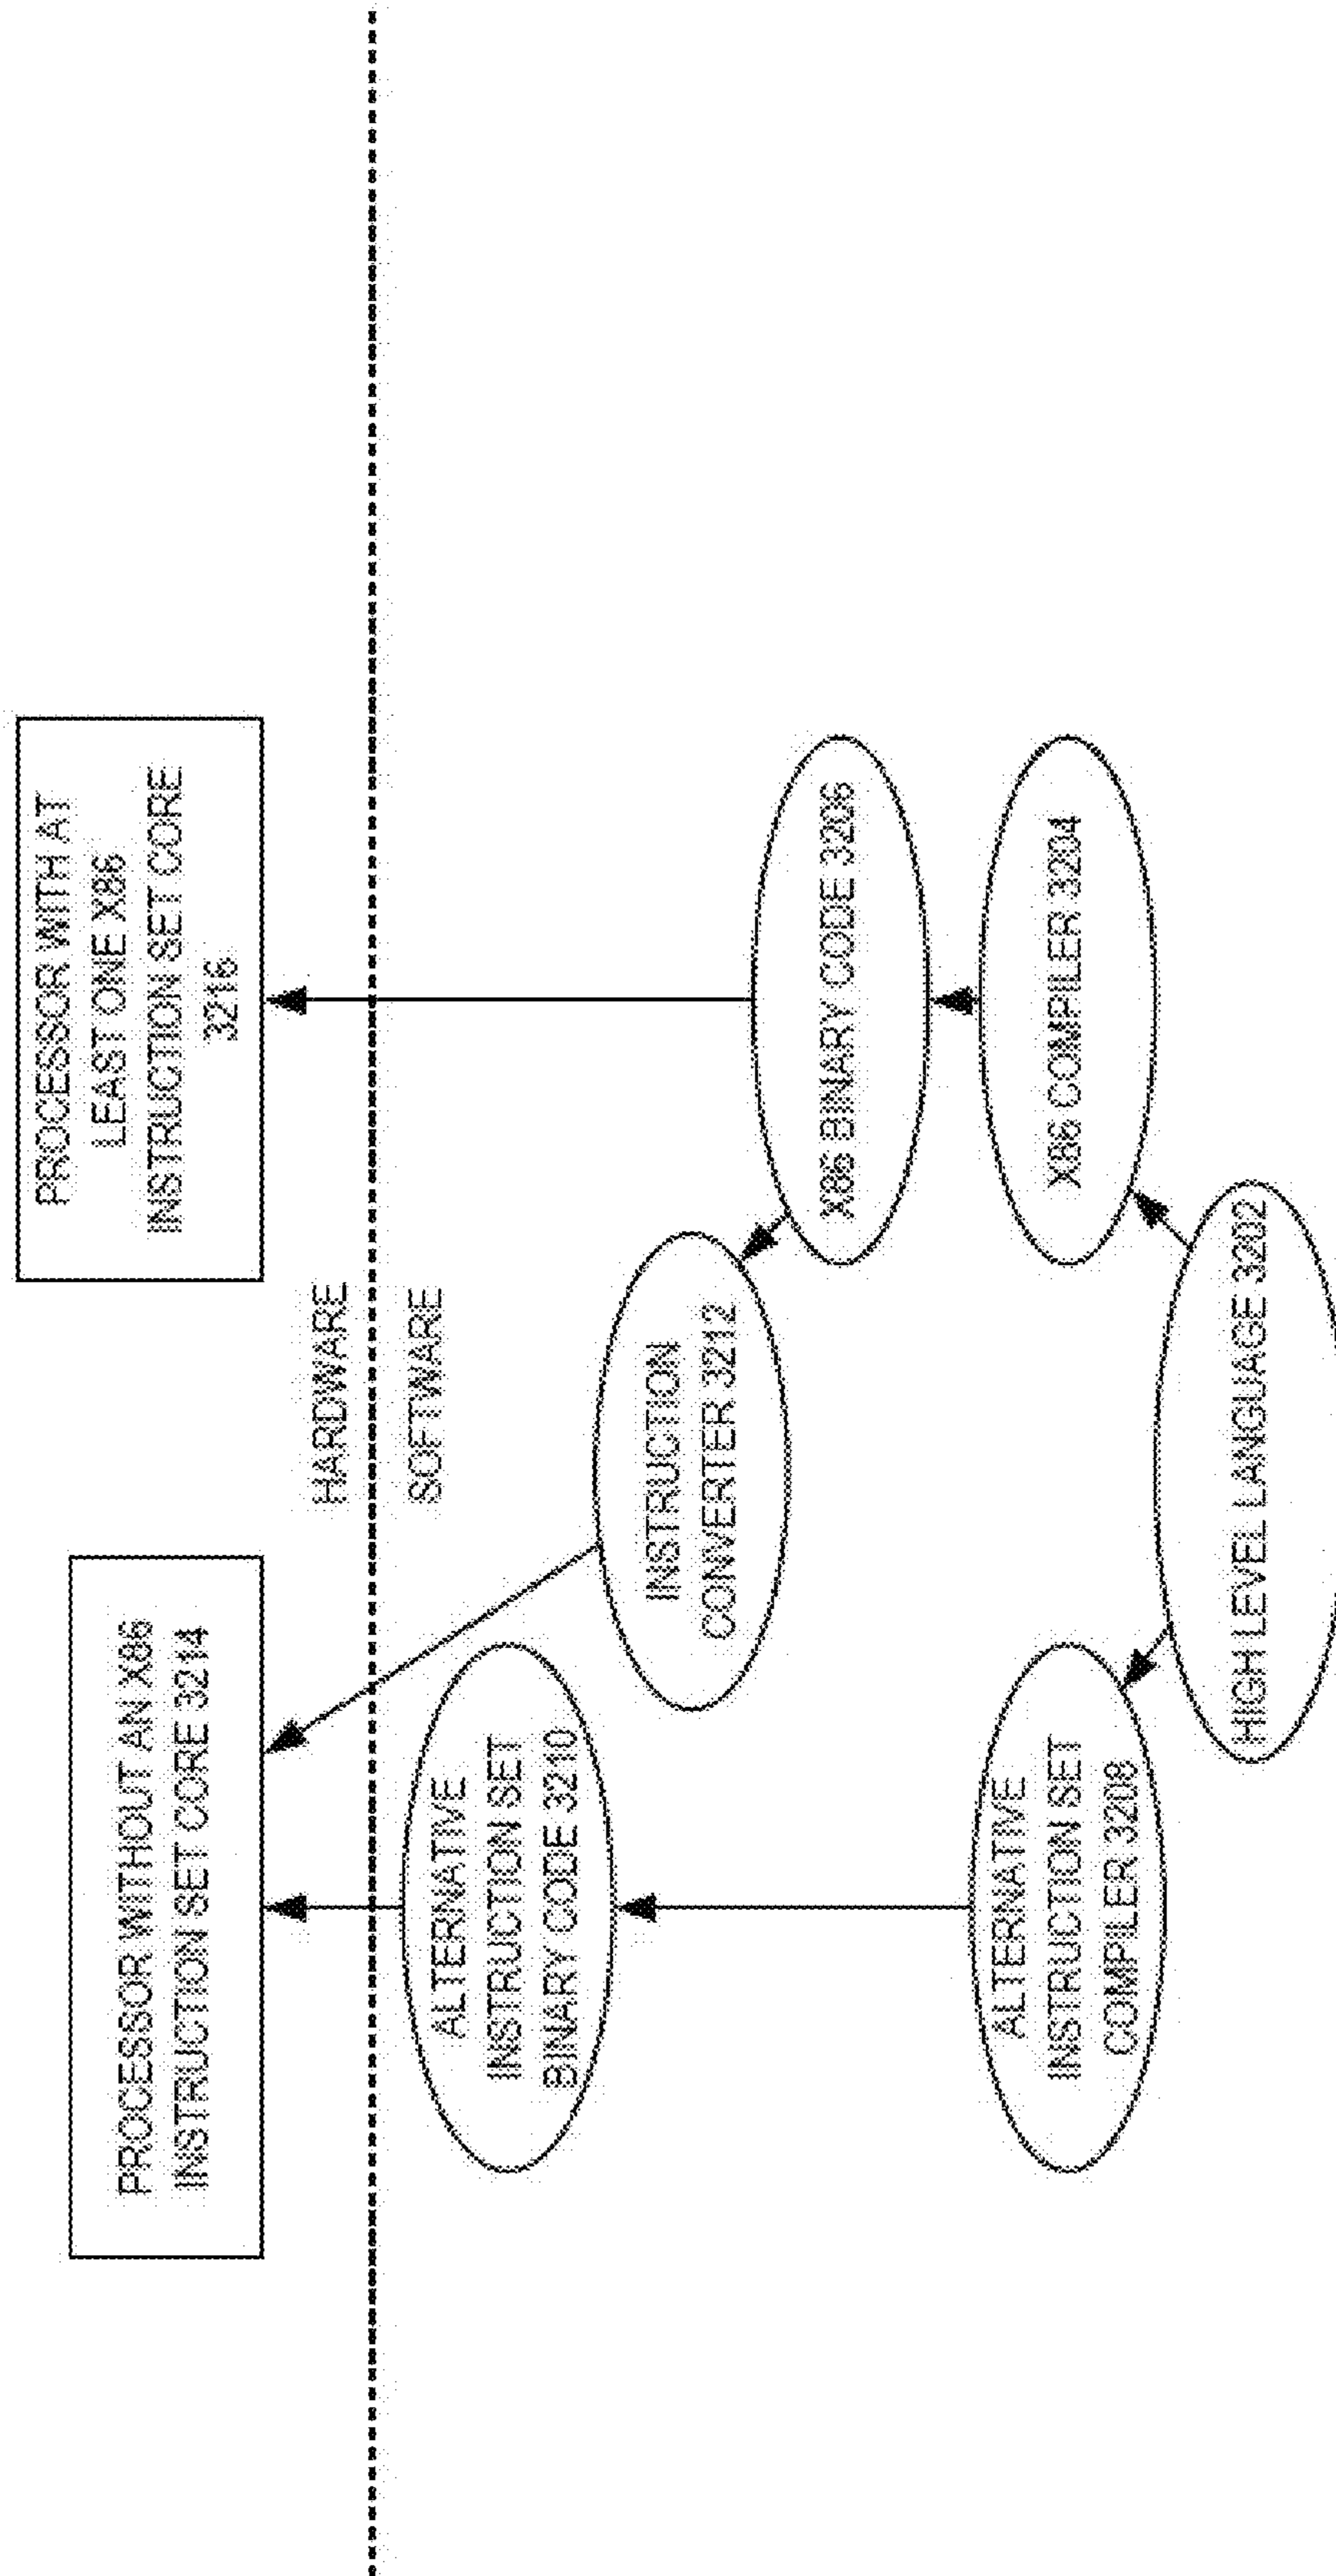 PROCESSOR WITHOUT AN X86
INSTRUCTION SET CORE 3214
PROCESSOR WITH AT
LEAST ONE X86
INSTRUCTION SET CORE
3216
HARDWARE
SOFTWARE
ALTERNATIVE
INSTRUCTION SET
BINARY CODE 3210
INSTRUCTION
CONVERTER 3212
X86 BINARY CODE 3206
ALTERNATIVE
INSTRUCTION SET
COMPILER 3208
X86 COMPILER 3204
HIGH LEVEL LANGUAGE 3202